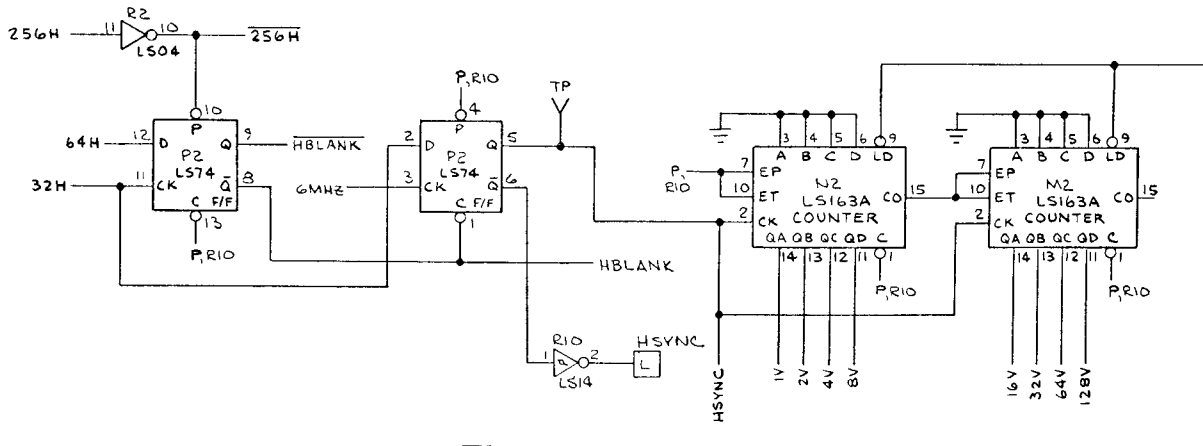 R2
256H 11 10 256H
LS04
10
P
64H 12 D Q 9 HBLANK
P2
LS74
32H 11 CK Q 8
C F/F
13
P,R10
P,R10
4
P
2 D Q 5
P2
LS74
6MHZ 3 CK Q 6
C F/F
1
TP
HBLANK
R10
1 P 2
LS14
HSYNC
L
3 4 5 6 9
A B C D LD
P, R10
7 EP
10 ET
2 CK
N2
LS163A
COUNTER
CO 15
QA QB QC QD C
14 13 12 11 1
P,R10
HSYNC
1V 2V 4V 8V
3 4 5 6 9
A B C D LD
7 EP
10 ET
2 CK
M2
LS163A
COUNTER
CO 15
QA QB QC QD C
14 13 12 11 1
P,R10
16V 32V 64V 128V